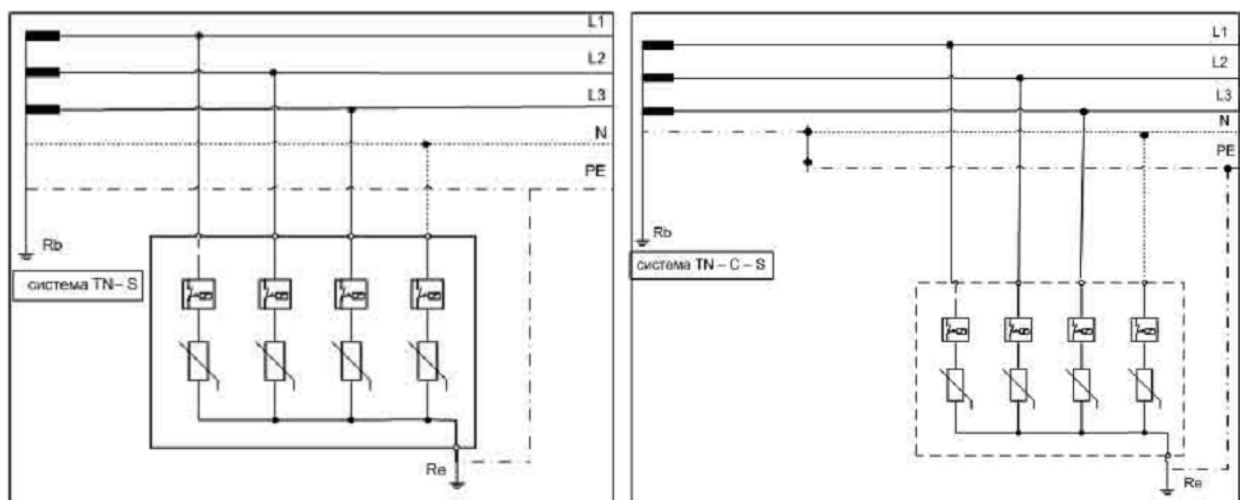 L1
L2
L3
N
PE
Rb
система TN – S
Re
L1
L2
L3
N
PE
Rb
система TN – C – S
Re